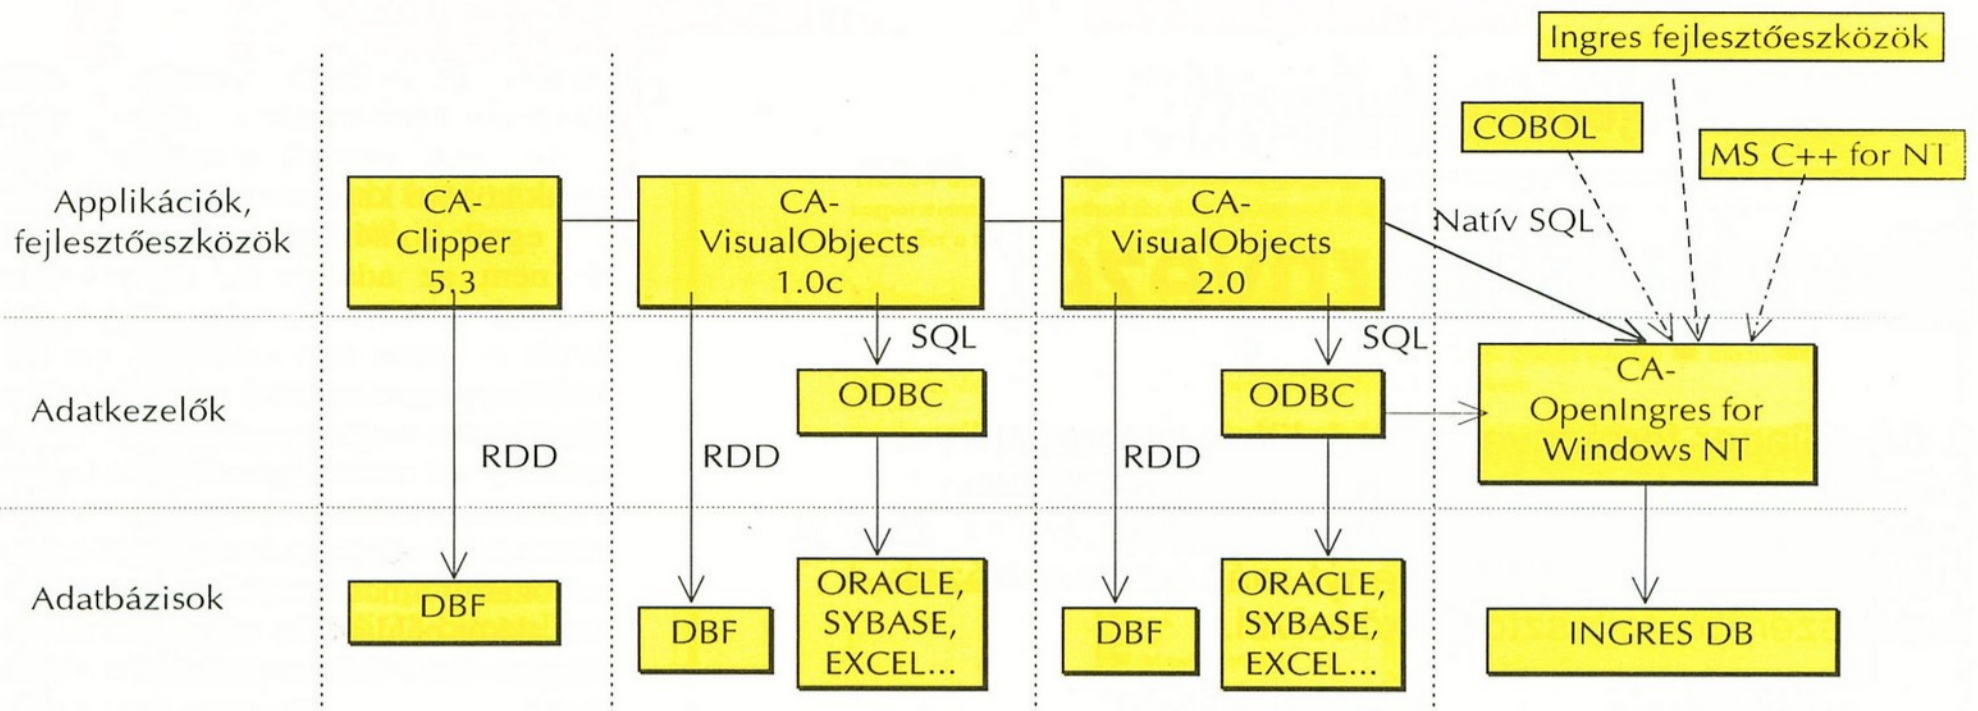 Ingres fejlesztőeszközök
COBOL
MS C++ for NT
Applikációk,
fejlesztőeszközök
CA-
Clipper
5.3
CA-
VisualObjects
1.0c
CA-
VisualObjects
2.0
Natív SQL
SQL
SQL
Adatkezelők
RDD
RDD
ODBC
RDD
ODBC
CA-
OpenIngres for
Windows NT
Adatbázisok
DBF
DBF
ORACLE,
SYBASE,
EXCEL...
DBF
ORACLE,
SYBASE,
EXCEL...
INGRES DB